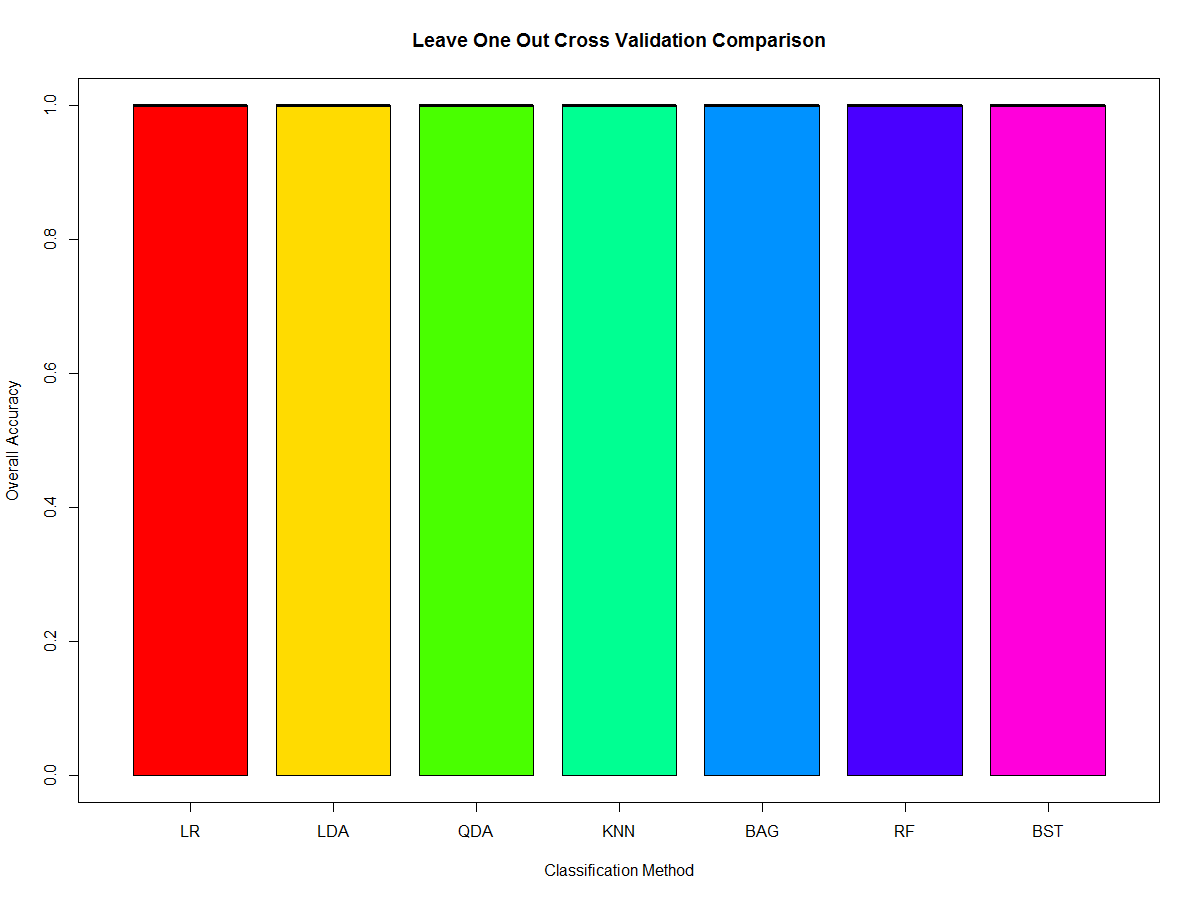 Leave One Out Cross Validation Comparison
Overall Accuracy
1.0
0.8
0.6
0.4
0.2
0.0
LR LDA QDA KNN BAG RF BST
Classification Method